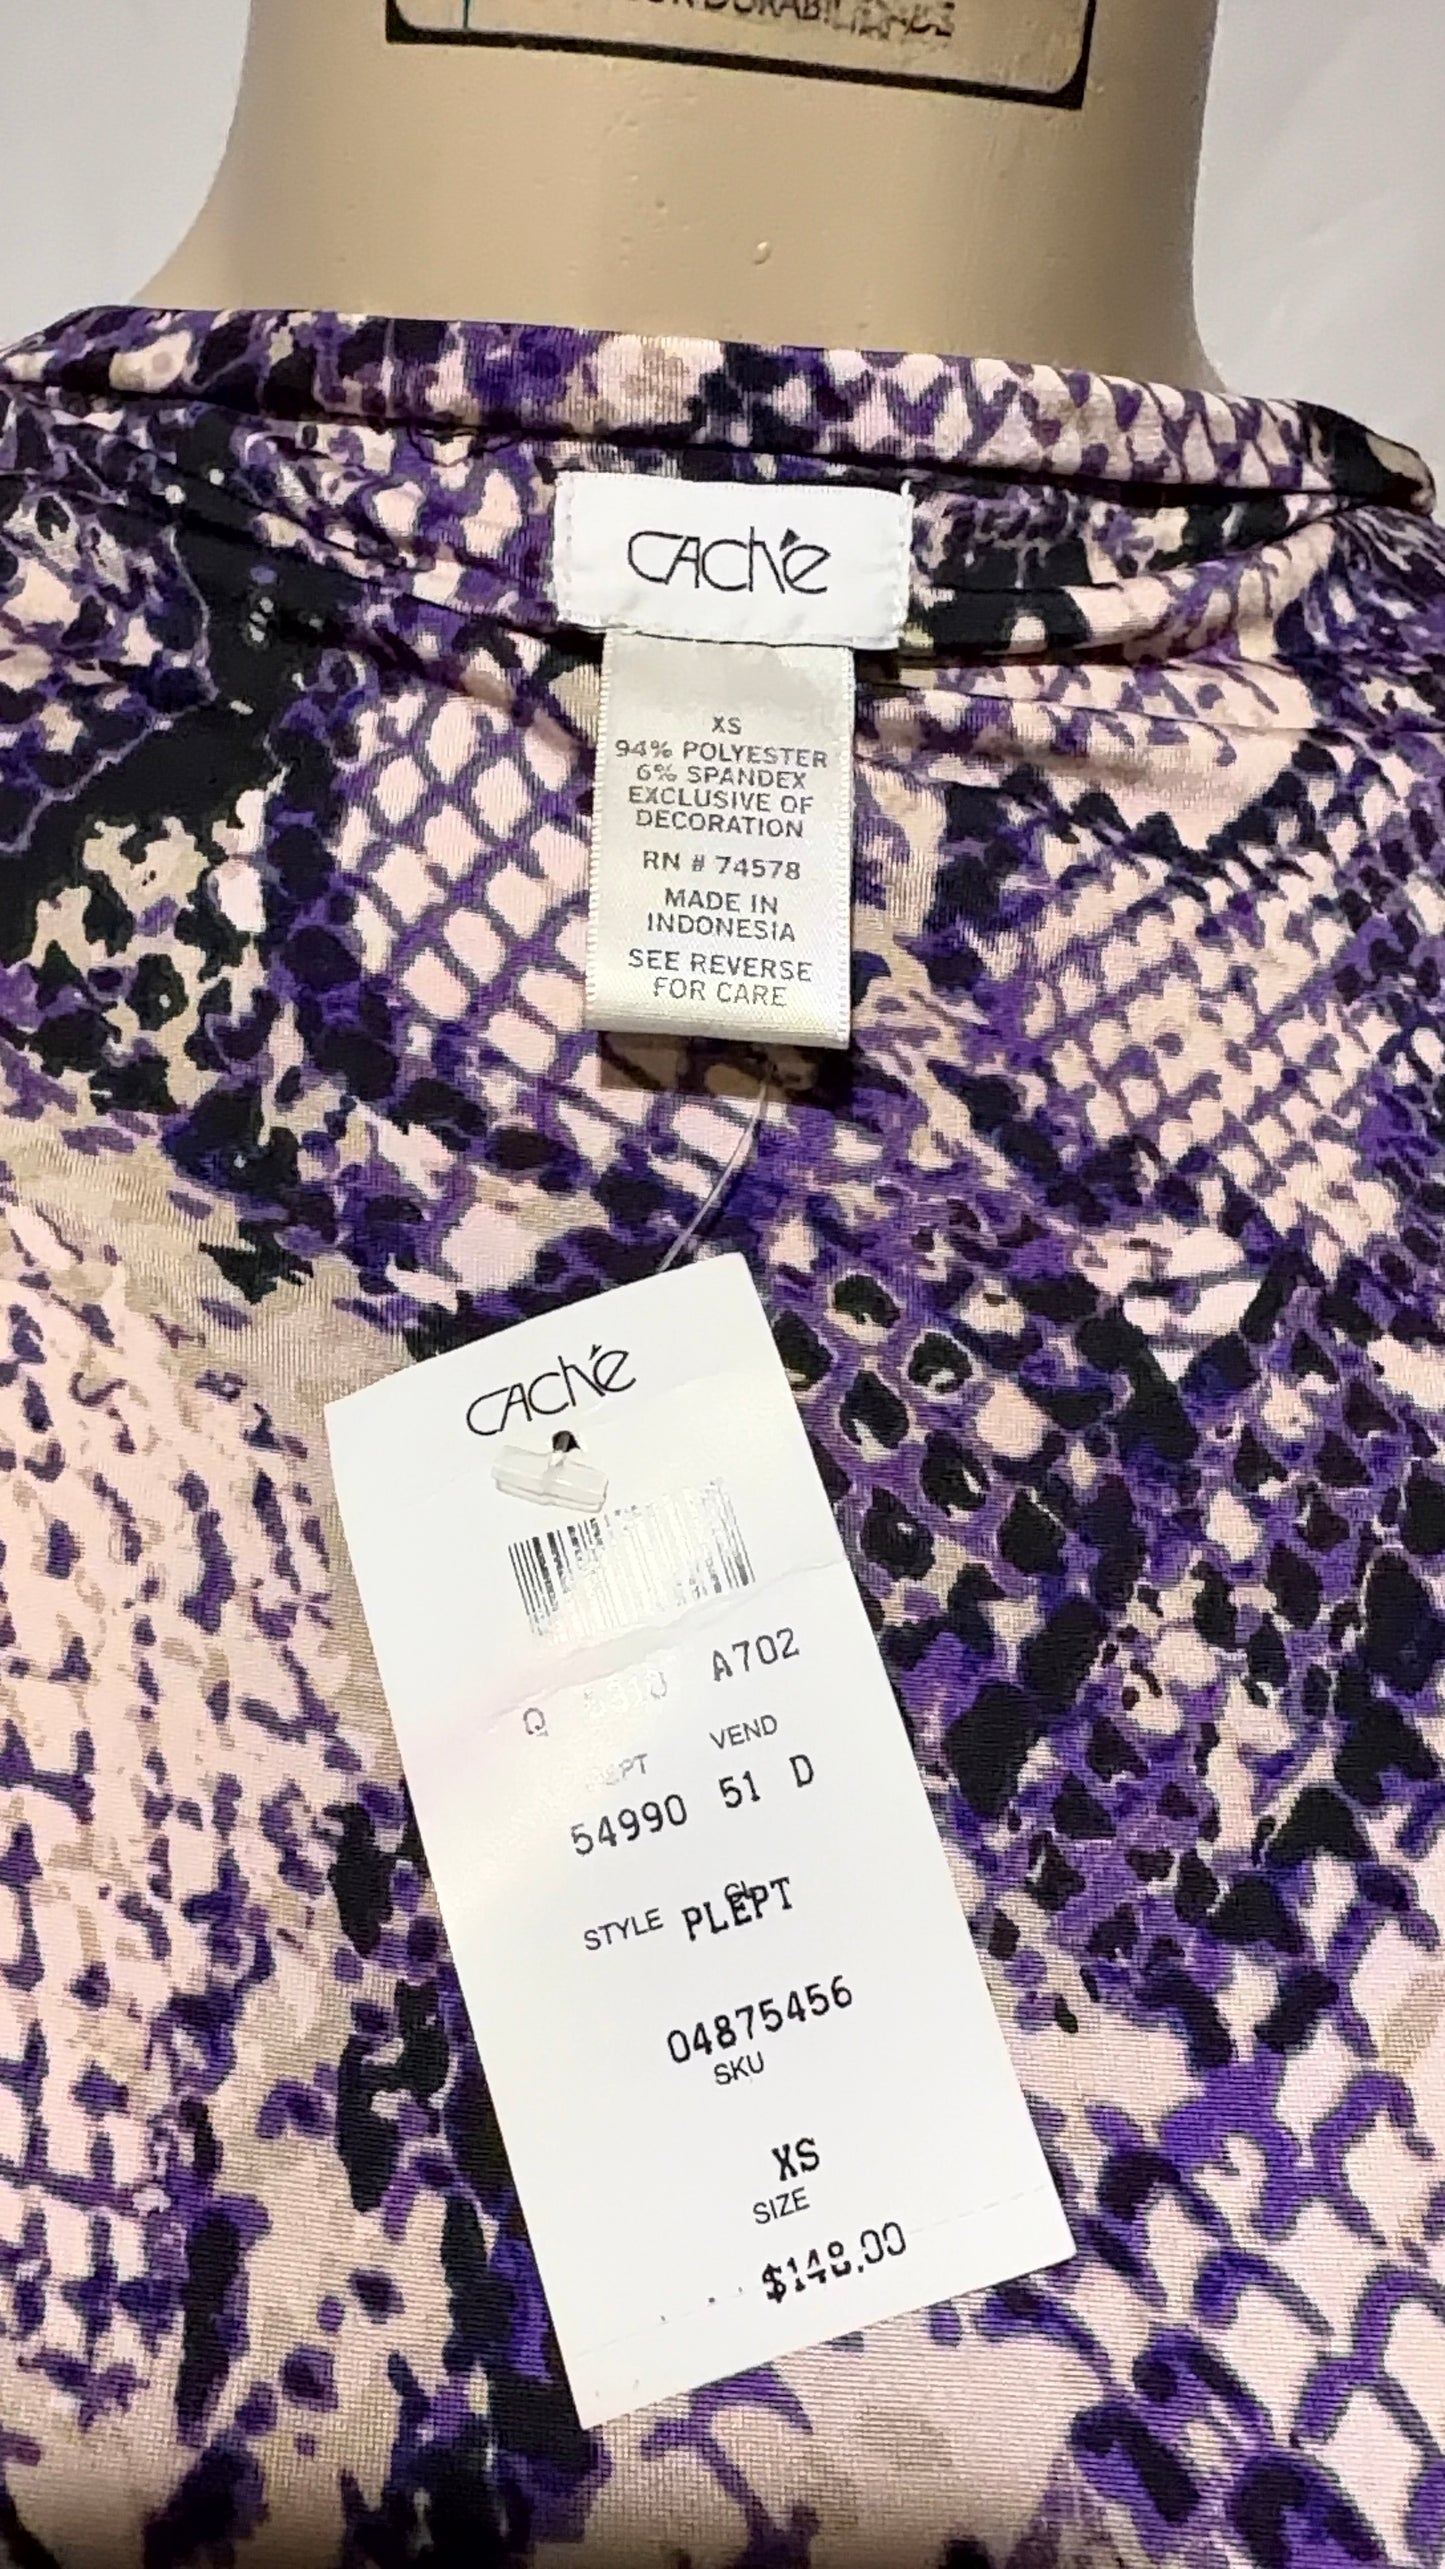 caché
XS
94% POLYESTER
6% SPANDEX
EXCLUSIVE OF
DECORATION
RN # 74578
MADE IN
INDONESIA
SEE REVERSE
FOR CARE
caché
Q A702
VEND
54990 51 D
STYLE PLEPT
04875456
SKU
XS
SIZE
$148.00